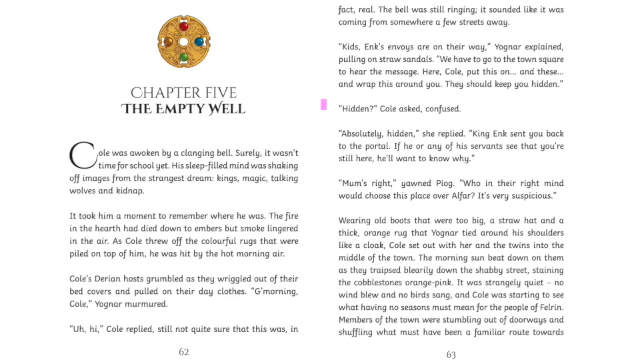 CHAPTER FIVE
THE EMPTY WELL
Cole was awoken by a clanging bell. Surely, it wasn't
time for school yet. His sleep-filled mind was shaking
off images from the strangest dream: kings, magic, talking
wolves and kidnap.
It took him a moment to remember where he was. The fire
in the hearth had died down to embers but smoke lingered
in the air. As Cole threw off the colourful rugs that were
piled on top of him, he was hit by the hot morning air.
Cole's Derian hosts grumbled as they wriggled out of their
bed covers and pulled on their day clothes. "G'morning,
Cole," Yognar murmured.
"Uh, hi," Cole replied, still not quite sure that this was, in
62
fact, real. The bell was still ringing; it sounded like it was
coming from somewhere a few streets away.
"Kids, Enk's envoys are on their way," Yognar explained,
pulling on straw sandals. "We have to go to the town square
to hear the message. Here, Cole, put this on... and these...
and wrap this around you. They should keep you hidden."
"Hidden?" Cole asked, confused.
"Absolutely, hidden," she replied. "King Enk sent you back
to the portal. If he or any of his servants see that you're
still here, he'll want to know why."
"Mum's right," yawned Piog. "Who in their right mind
would choose this place over Alfar? It's very suspicious."
Wearing old boots that were too big, a straw hat and a
thick, orange rug that Yognar tied around his shoulders
like a cloak, Cole set out with her and the twins into the
middle of the town. The morning sun beat down on them
as they traipsed blearily down the shabby street, staining
the cobblestones orange-pink. It was strangely quiet – no
wind blew and no birds sang, and Cole was starting to see
what having no seasons must mean for the people of Felrin.
Members of the town were stumbling out of doorways and
shuffling what must have been a familiar route towards
63